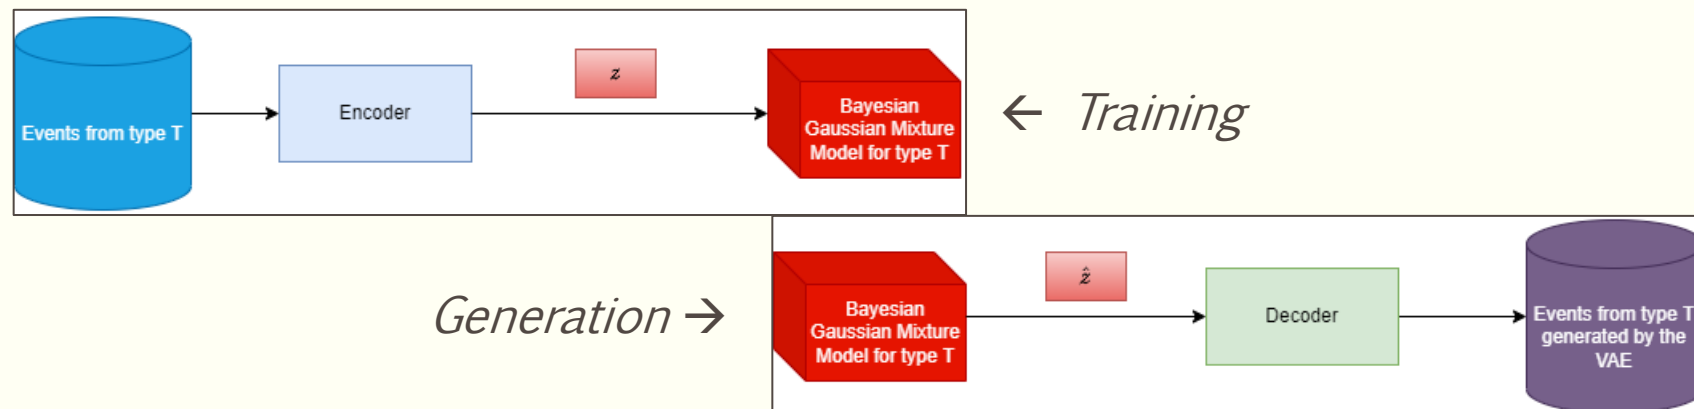 Events from type T
Encoder
z
Bayesian
Gaussian Mixture
Model for type T
← Training
Generation →
Bayesian
Gaussian Mixture
Model for type T
ẑ
Decoder
Events from type T
generated by the
VAE